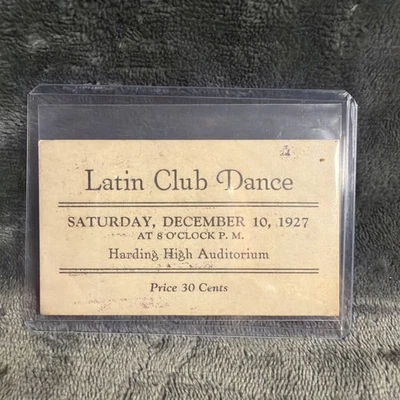 Latin Club Dance
SATURDAY, DECEMBER 10, 1927
AT 8 O'CLOCK P. M.
Harding High Auditorium
Price 30 Cents